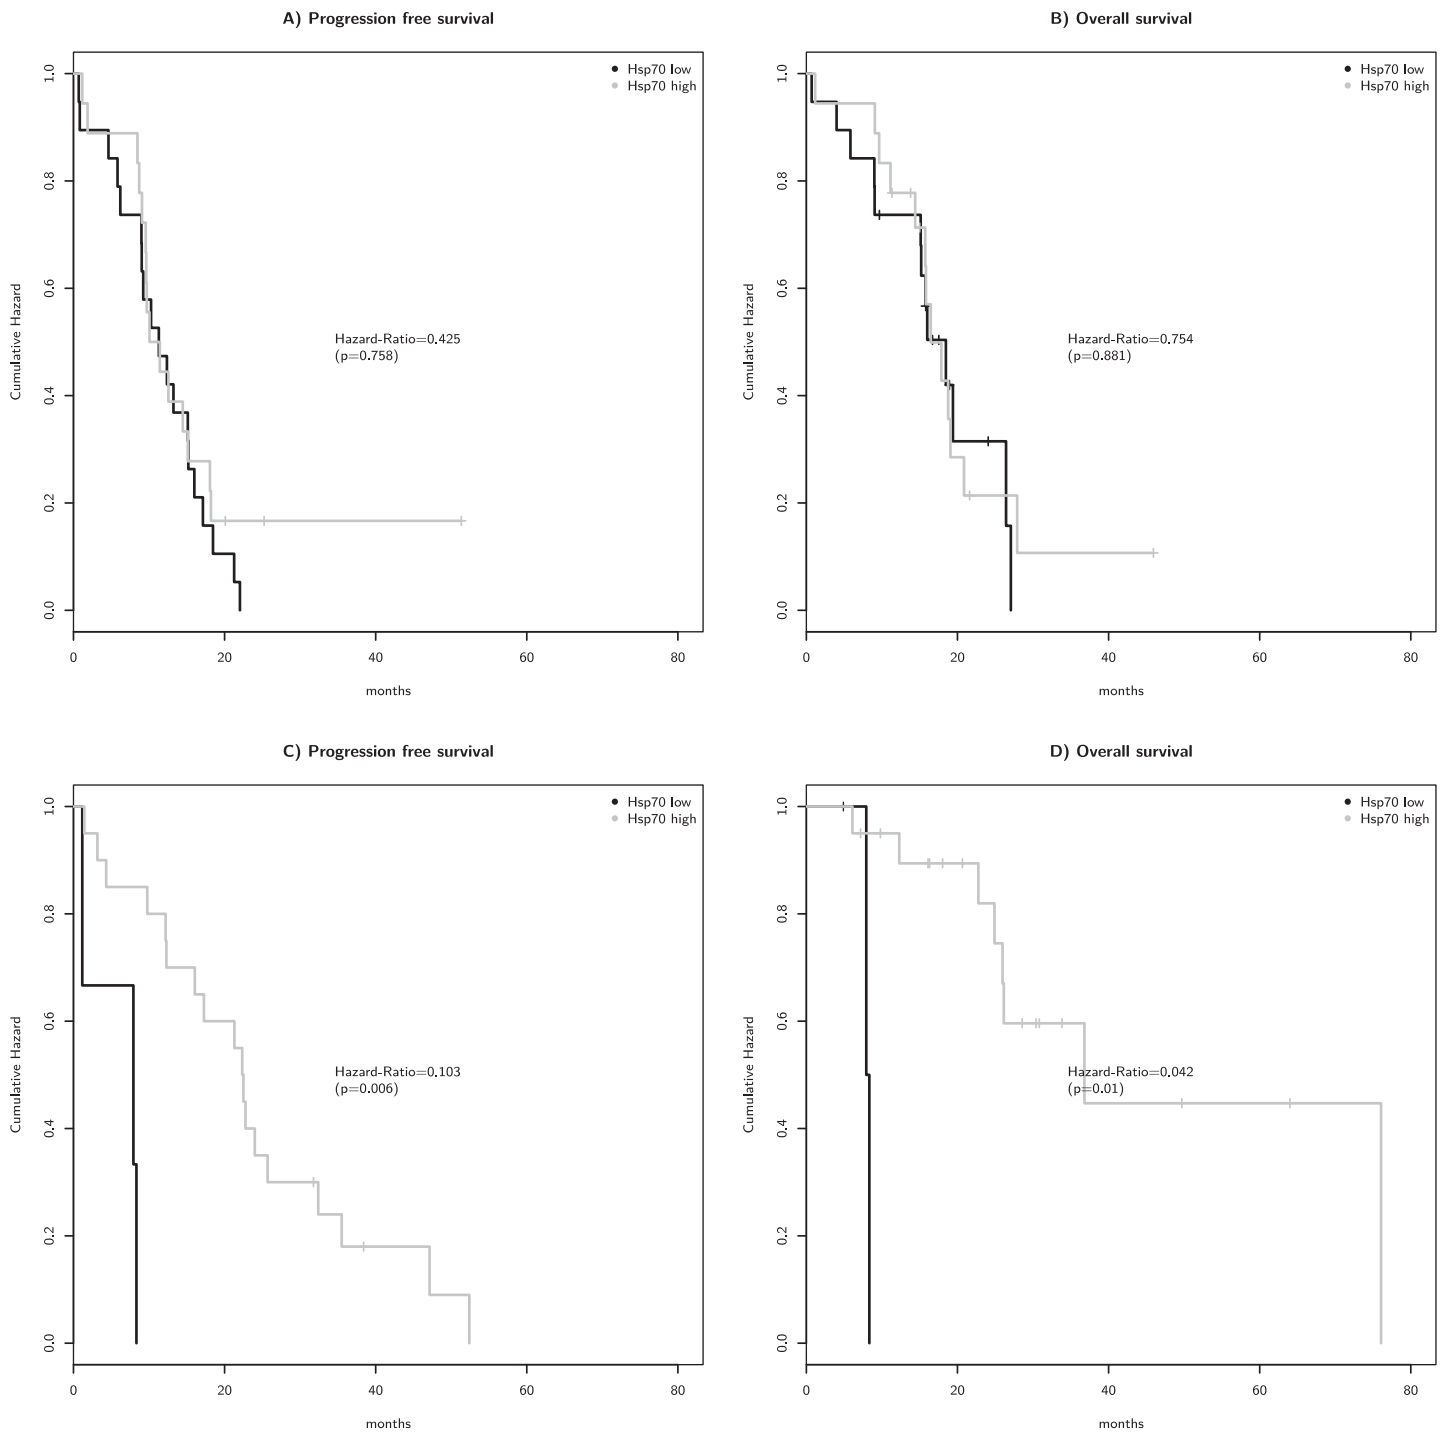 A) Progression free survival
Hsp70 low
Hsp70 high
Cumulative Hazard
1.0
0.8
0.6
0.4
0.2
0.0
Hazard-Ratio=0.425
(p=0.758)
0 20 40 60 80
months
B) Overall survival
Hsp70 low
Hsp70 high
Cumulative Hazard
1.0
0.8
0.6
0.4
0.2
0.0
Hazard-Ratio=0.754
(p=0.881)
0 20 40 60 80
months
C) Progression free survival
Hsp70 low
Hsp70 high
Cumulative Hazard
1.0
0.8
0.6
0.4
0.2
0.0
Hazard-Ratio=0.103
(p=0.006)
0 20 40 60 80
months
D) Overall survival
Hsp70 low
Hsp70 high
Cumulative Hazard
1.0
0.8
0.6
0.4
0.2
0.0
Hazard-Ratio=0.042
(p=0.01)
0 20 40 60 80
months